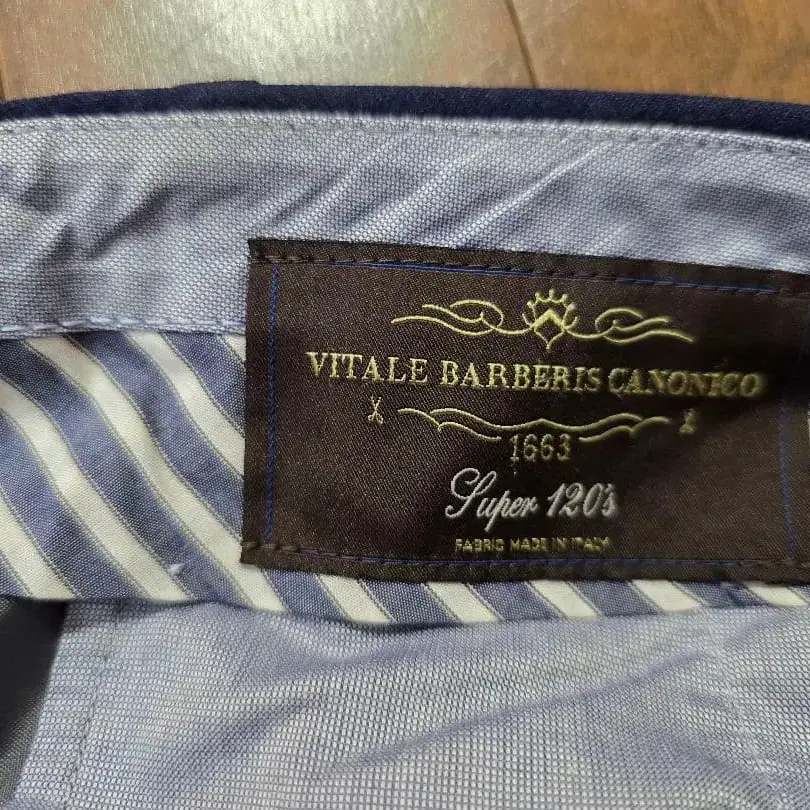 VITALE BARBERIS CANONICO
1663
Super 120's
FABRIC MADE IN ITALY